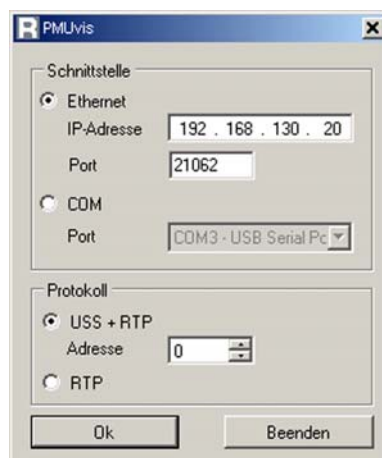 R PMUvis
Schnittstelle
Ethernet
IP-Adresse 192 . 168 . 130 . 20
Port 21062
COM
Port COM3 - USB Serial Pc
Protokoll
USS + RTP
Adresse 0
RTP
Ok Beenden